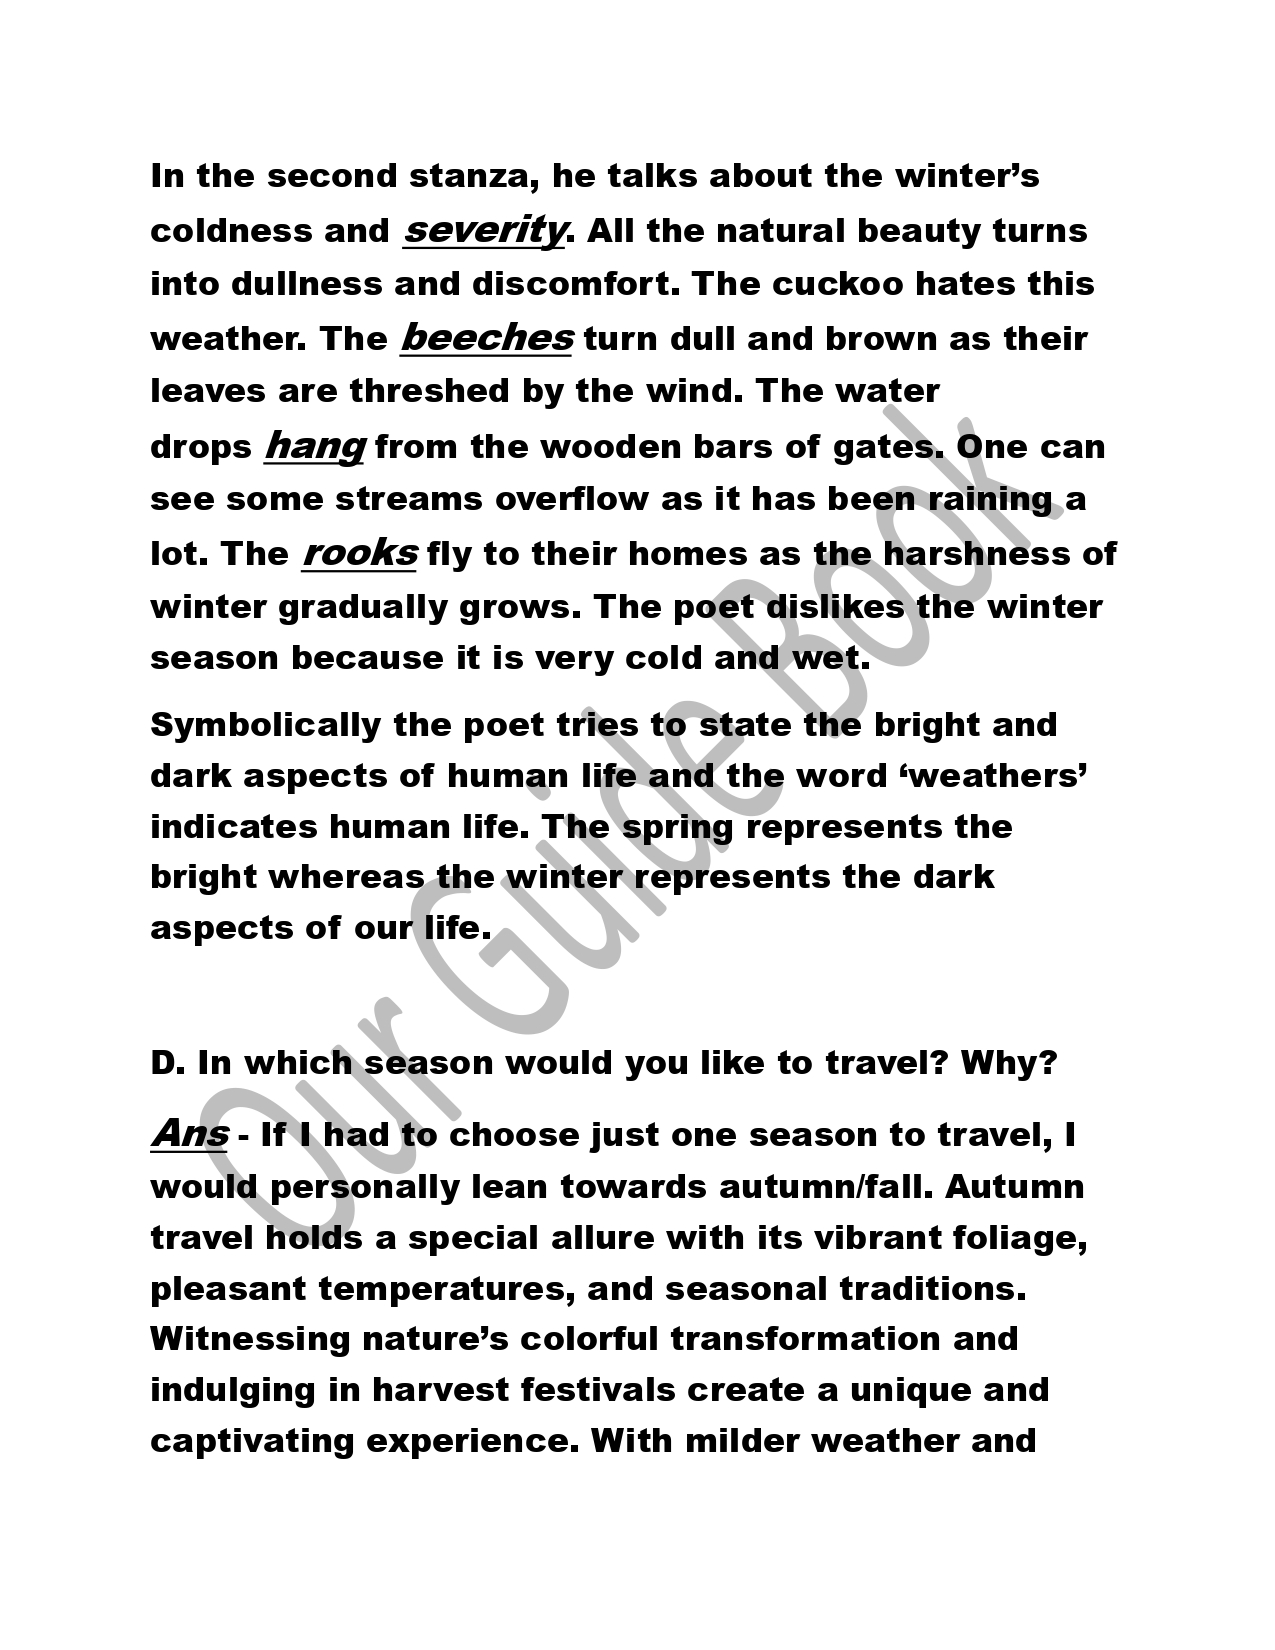 In the second stanza, he talks about the winter’s
coldness and severity. All the natural beauty turns
into dullness and discomfort. The cuckoo hates this
weather. The beeches turn dull and brown as their
leaves are threshed by the wind. The water
drops hang from the wooden bars of gates. One can
see some streams overflow as it has been raining a
lot. The rooks fly to their homes as the harshness of
winter gradually grows. The poet dislikes the winter
season because it is very cold and wet.
Symbolically the poet tries to state the bright and
dark aspects of human life and the word ‘weathers’
indicates human life. The spring represents the
bright whereas the winter represents the dark
aspects of our life.
D. In which season would you like to travel? Why?
Ans - If I had to choose just one season to travel, I
would personally lean towards autumn/fall. Autumn
travel holds a special allure with its vibrant foliage,
pleasant temperatures, and seasonal traditions.
Witnessing nature’s colorful transformation and
indulging in harvest festivals create a unique and
captivating experience. With milder weather and
Our Guide Book